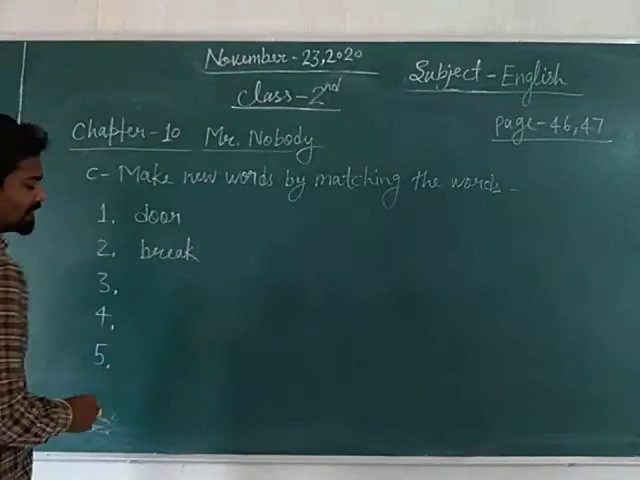 November-23,2020
Subject-English
Class-2nd
Page-46,47
Chapter-10 Mr. Nobody
C- Make new words by matching the words.
1. door
2. break
3.
4.
5.